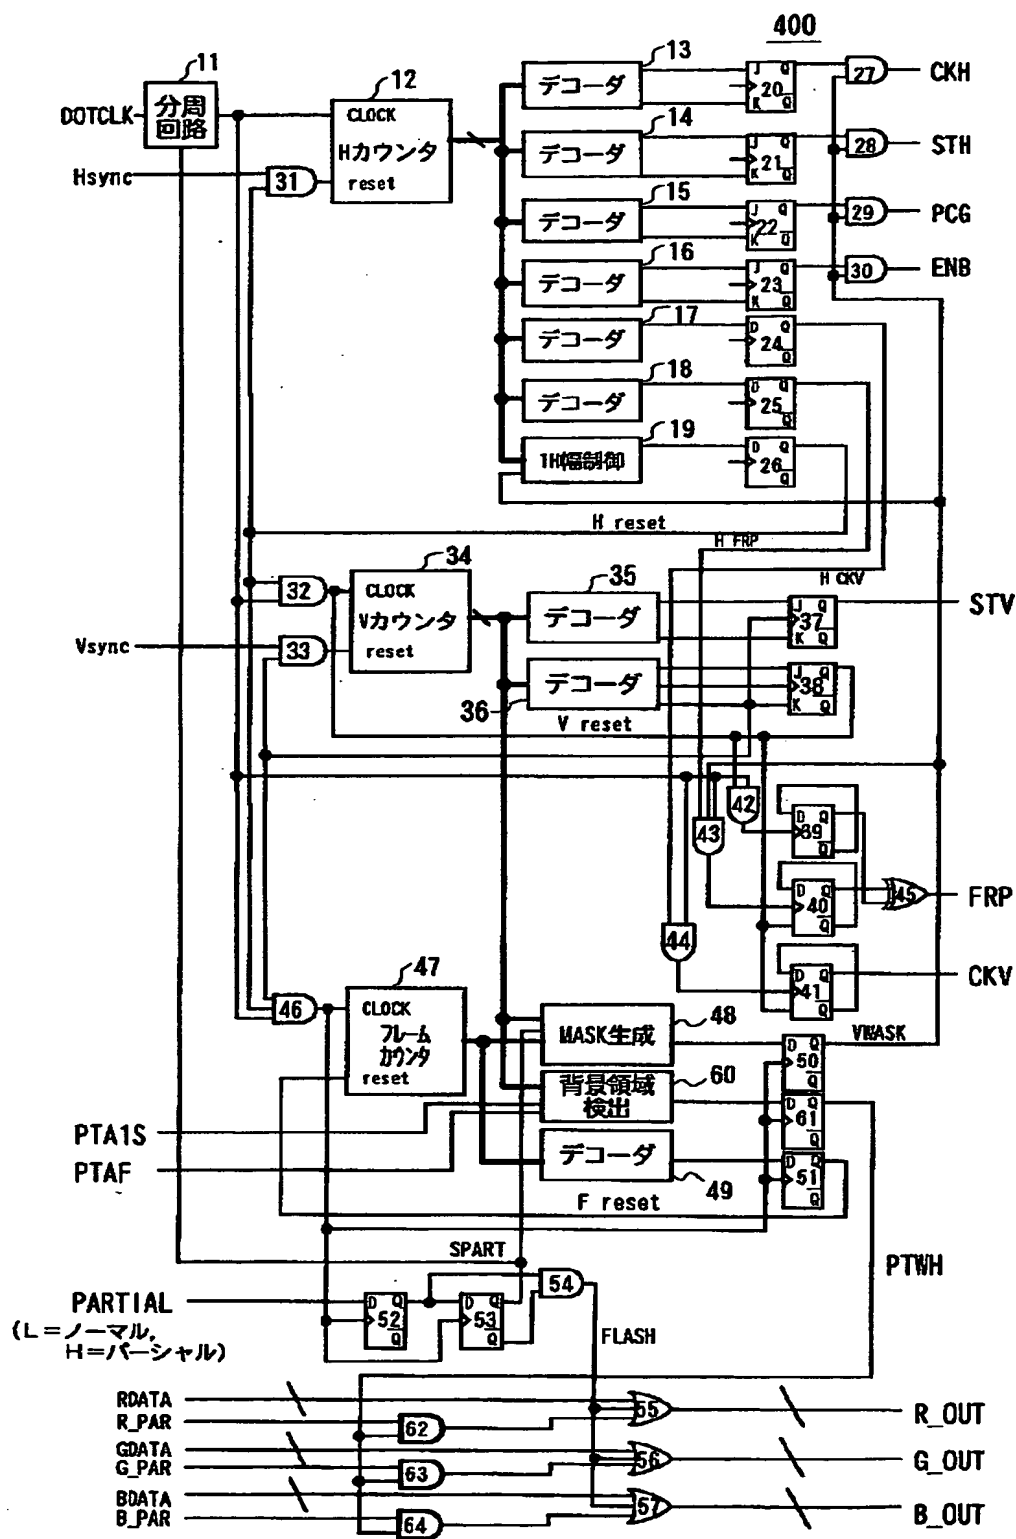 400
11
13
DOTCLK
分周
回路
12
CLOCK
Hカウンタ
reset
Hsync
31
デコーダ
J Q
20
K Q
27
CKH
14
デコーダ
J Q
21
K Q
28
STH
15
デコーダ
J Q
22
K Q
29
PCG
16
デコーダ
J Q
23
K Q
30
ENB
17
デコーダ
D Q
24
Q
18
デコーダ
D Q
25
Q
19
1H幅制御
D Q
26
Q
H reset
H FRP
H CKV
34
32
CLOCK
Vカウンタ
reset
Vsync
33
35
デコーダ
J Q
37
K Q
STV
デコーダ
36
J Q
38
K Q
V reset
42
43
D Q
39
Q
D Q
40
Q
45
FRP
44
D Q
41
Q
CKV
47
46
CLOCK
フレーム
カウンタ
reset
MASK生成
48
VMASK
D Q
50
Q
背景領域
検出
60
D Q
61
Q
PTA1S
PTAF
デコーダ
49
D Q
51
Q
F reset
SPART
PTWH
PARTIAL
(L=ノーマル,
H=パーシャル)
D Q
52
Q
D Q
53
Q
54
FLASH
RDATA
R_PAR
62
55
R_OUT
GDATA
G_PAR
63
56
G_OUT
BDATA
B_PAR
64
57
B_OUT